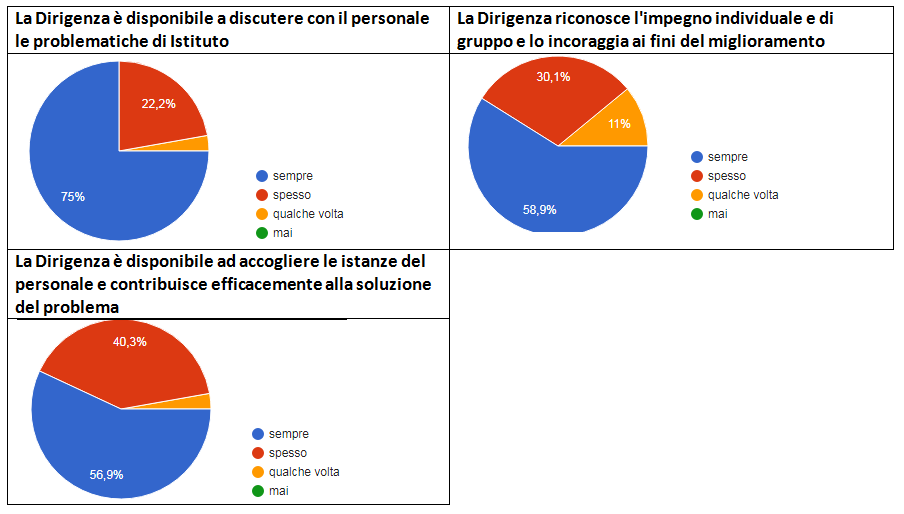 La Dirigenza è disponibile a discutere con il personale
le problematiche di Istituto
22,2%
75%
sempre
spesso
qualche volta
mai
La Dirigenza riconosce l'impegno individuale e di
gruppo e lo incoraggia ai fini del miglioramento
30,1%
11%
58,9%
sempre
spesso
qualche volta
mai
La Dirigenza è disponibile ad accogliere le istanze del
personale e contribuisce efficacemente alla soluzione
del problema
40,3%
56,9%
sempre
spesso
qualche volta
mai